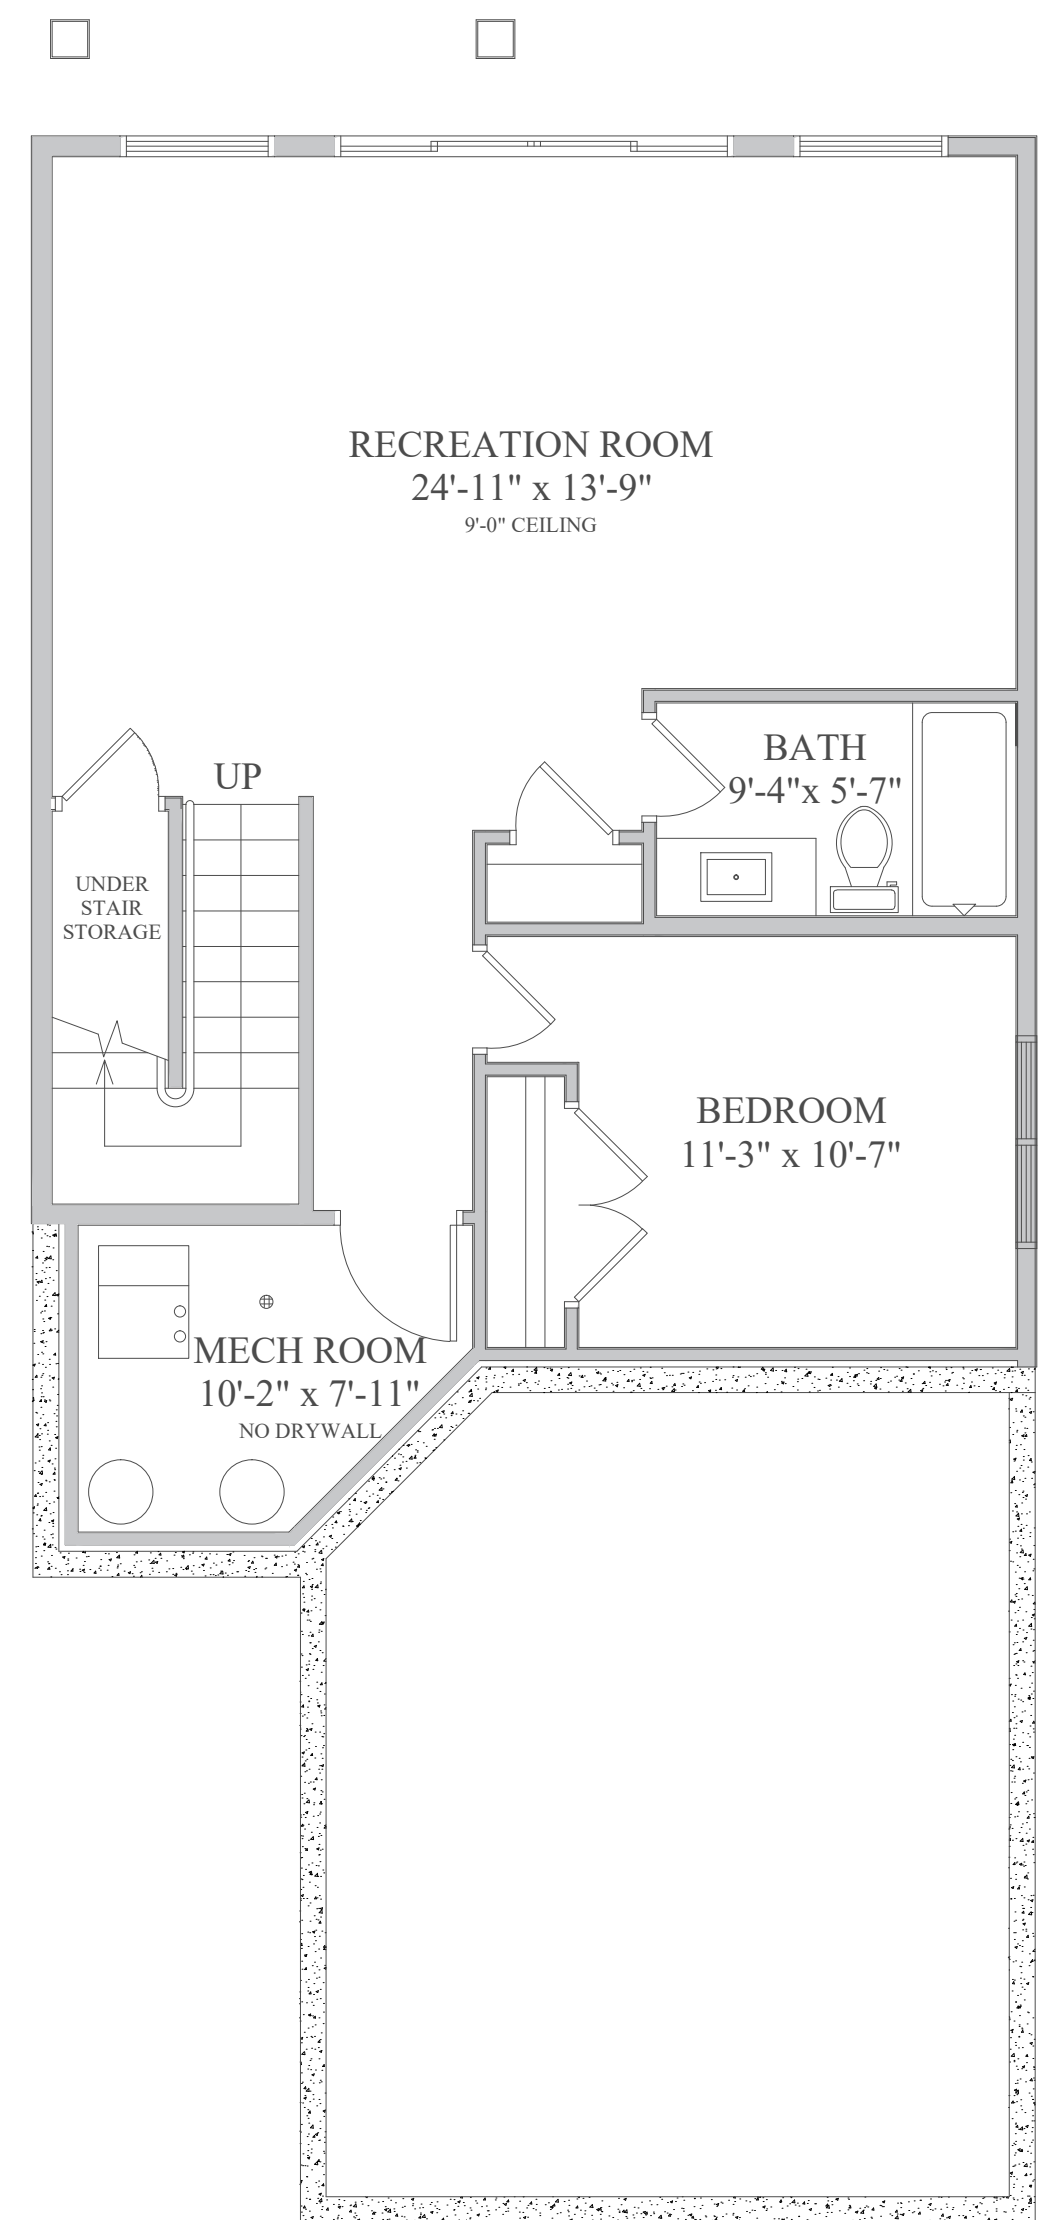 RECREATION ROOM
24'-11" x 13'-9"
9'-0" CEILING
BATH
9'-4"x 5'-7"
UP
UNDER
STAIR
STORAGE
BEDROOM
11'-3" x 10'-7"
MECH ROOM
10'-2" x 7'-11"
NO DRYWALL